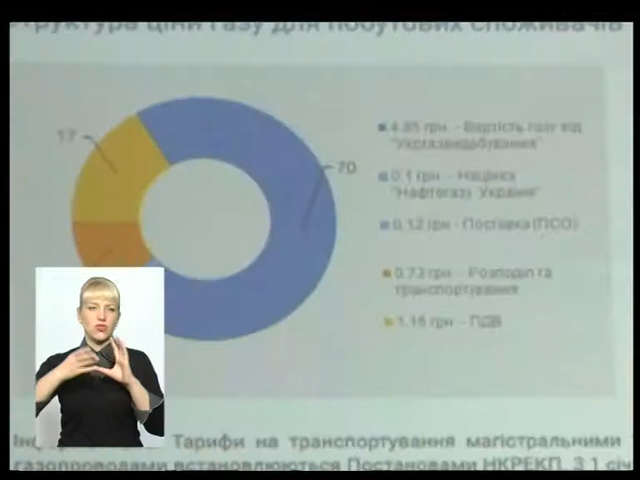 Структура ціни газу для побутових споживачів
17
70
4.85 грн. - Вартість газу від
"Укргазвидобування"
0.1 грн - Націнка
"Нафтогаз України"
0.12 грн - Поставка (ПСО)
0.73 грн - Розподіл та
транспортування
1.16 грн - ПДВ
Тарифи на транспортування магістральними
газопроводами встановлюються Постановами НКРЕКП. З 1 січ